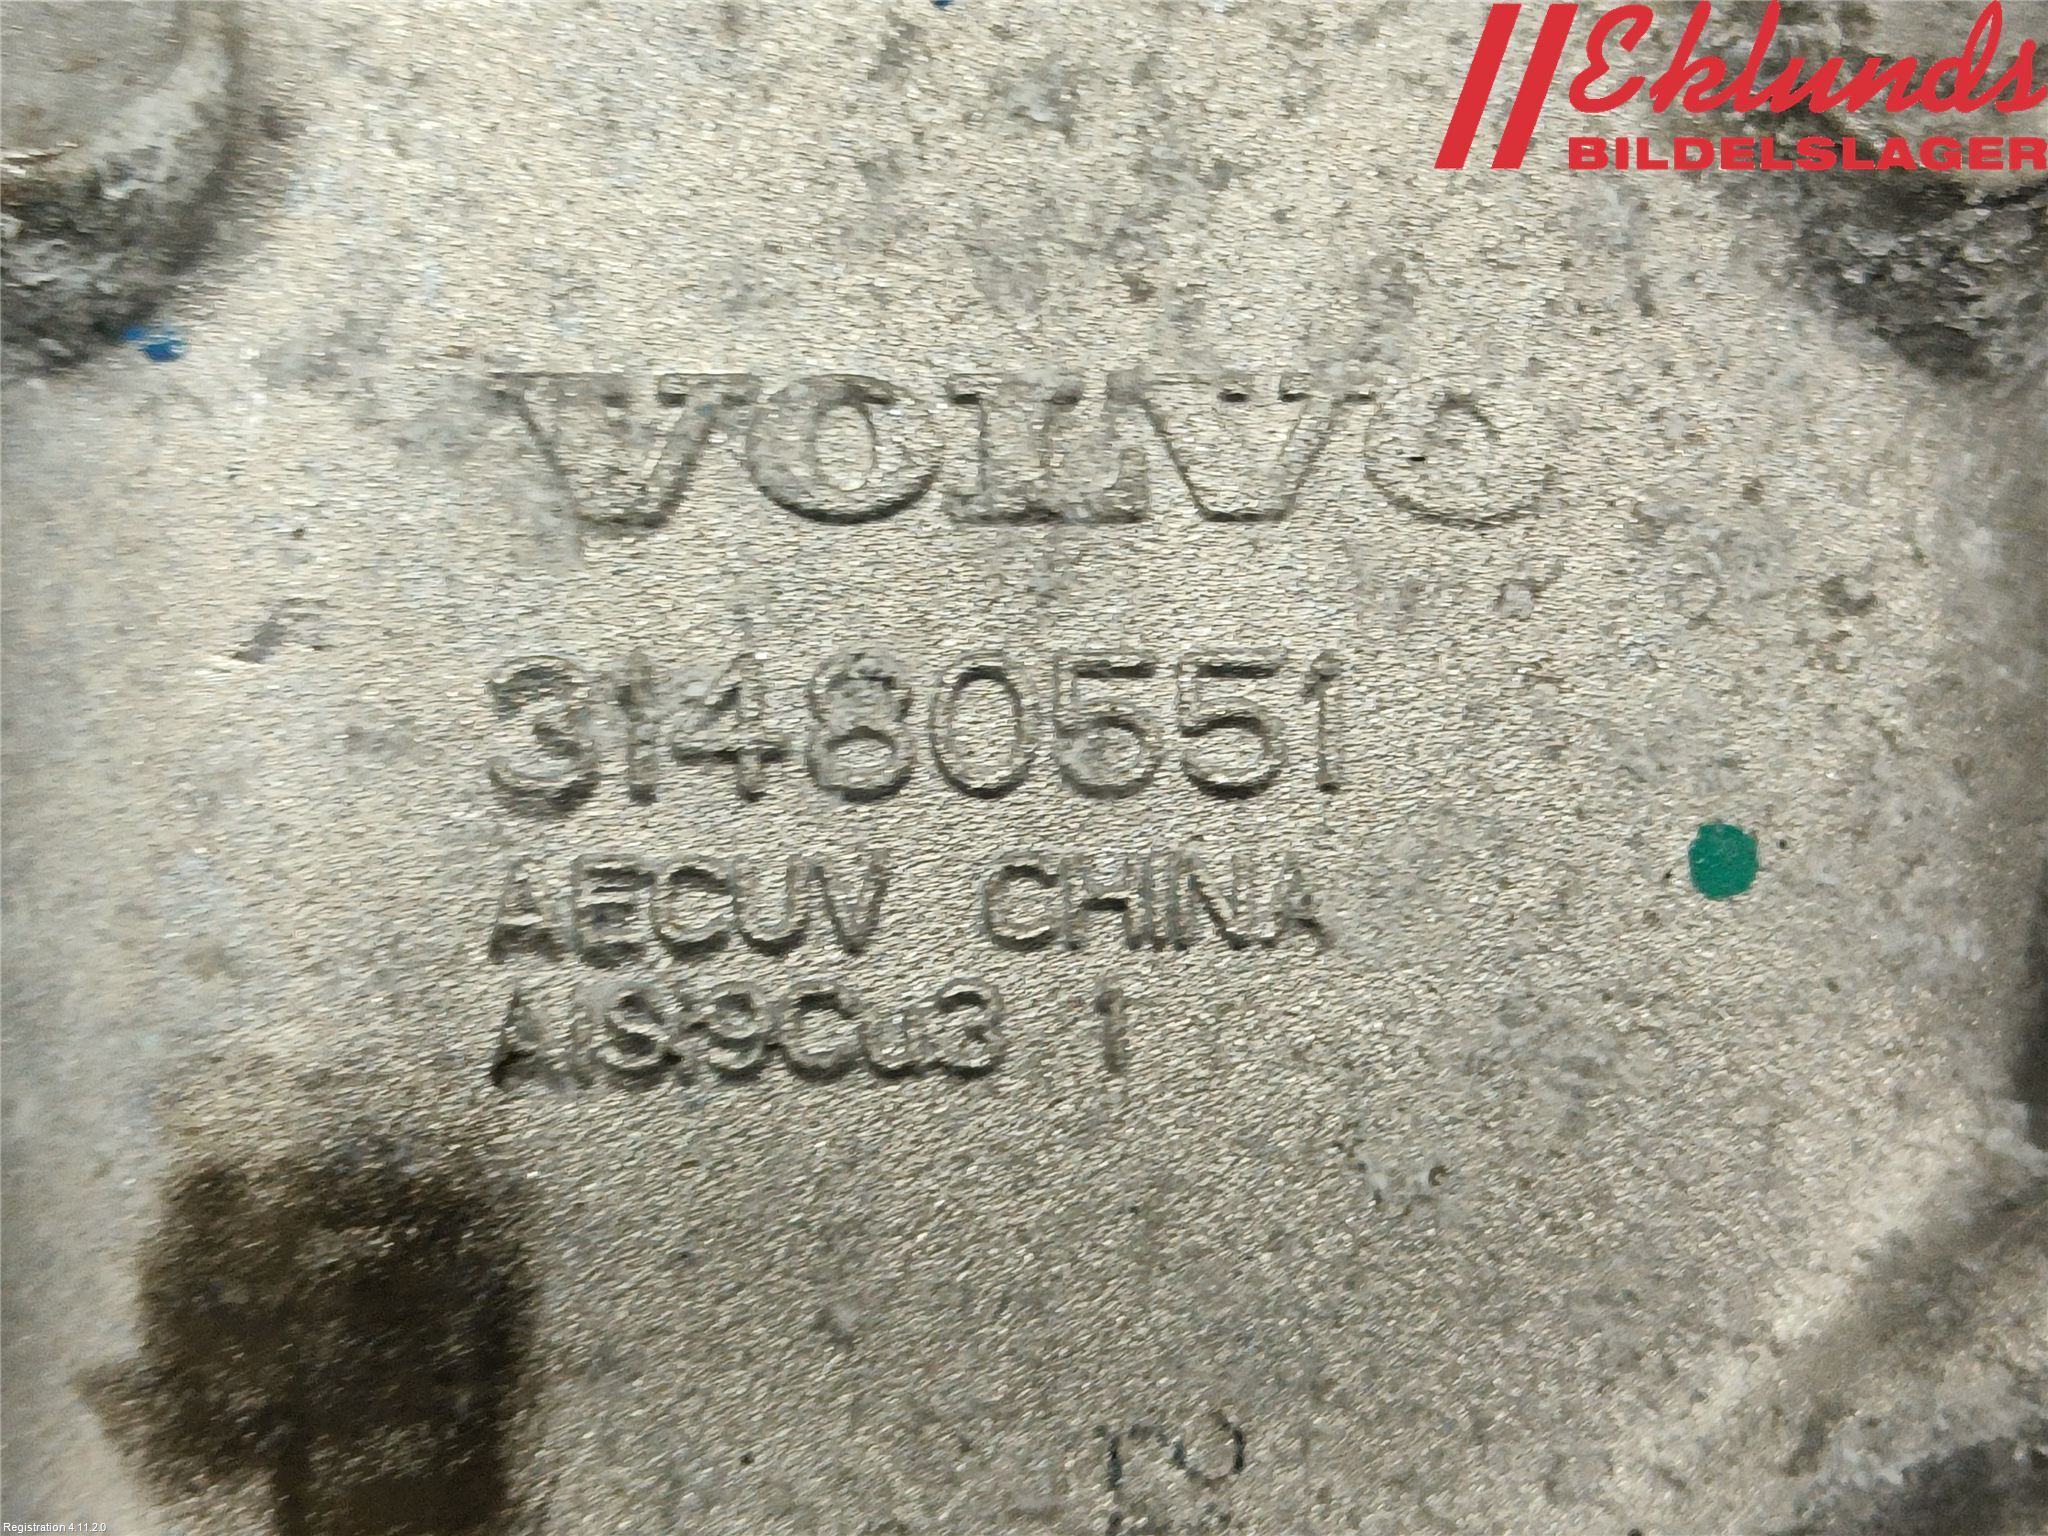 Eklunds
BILDELSLAGER
VOLVO
31480551
AECUV CHINA
AlSi9Cu3 1
Registration 4.11.2.0